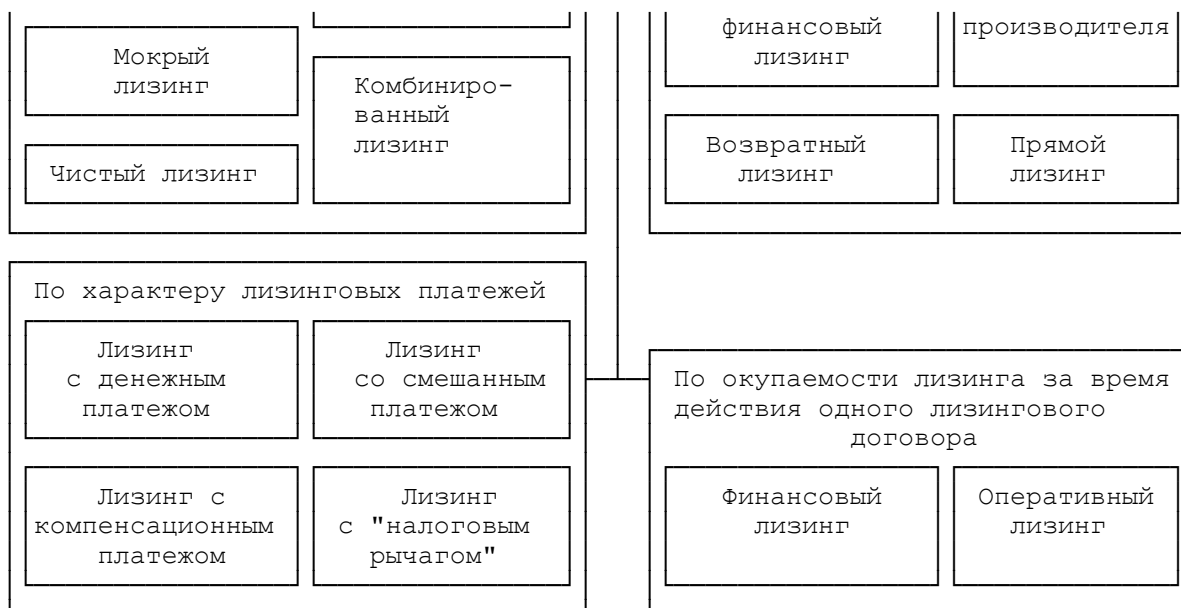 Мокрый
лизинг
Чистый лизинг
Комбиниро-
ванный
лизинг
финансовый
лизинг
производителя
Возвратный
лизинг
Прямой
лизинг
По характеру лизинговых платежей
Лизинг
с денежным
платежом
Лизинг
со смешанным
платежом
Лизинг с
компенсационным
платежом
Лизинг
с "налоговым
рычагом"
По окупаемости лизинга за время
действия одного лизингового
договора
Финансовый
лизинг
Оперативный
лизинг